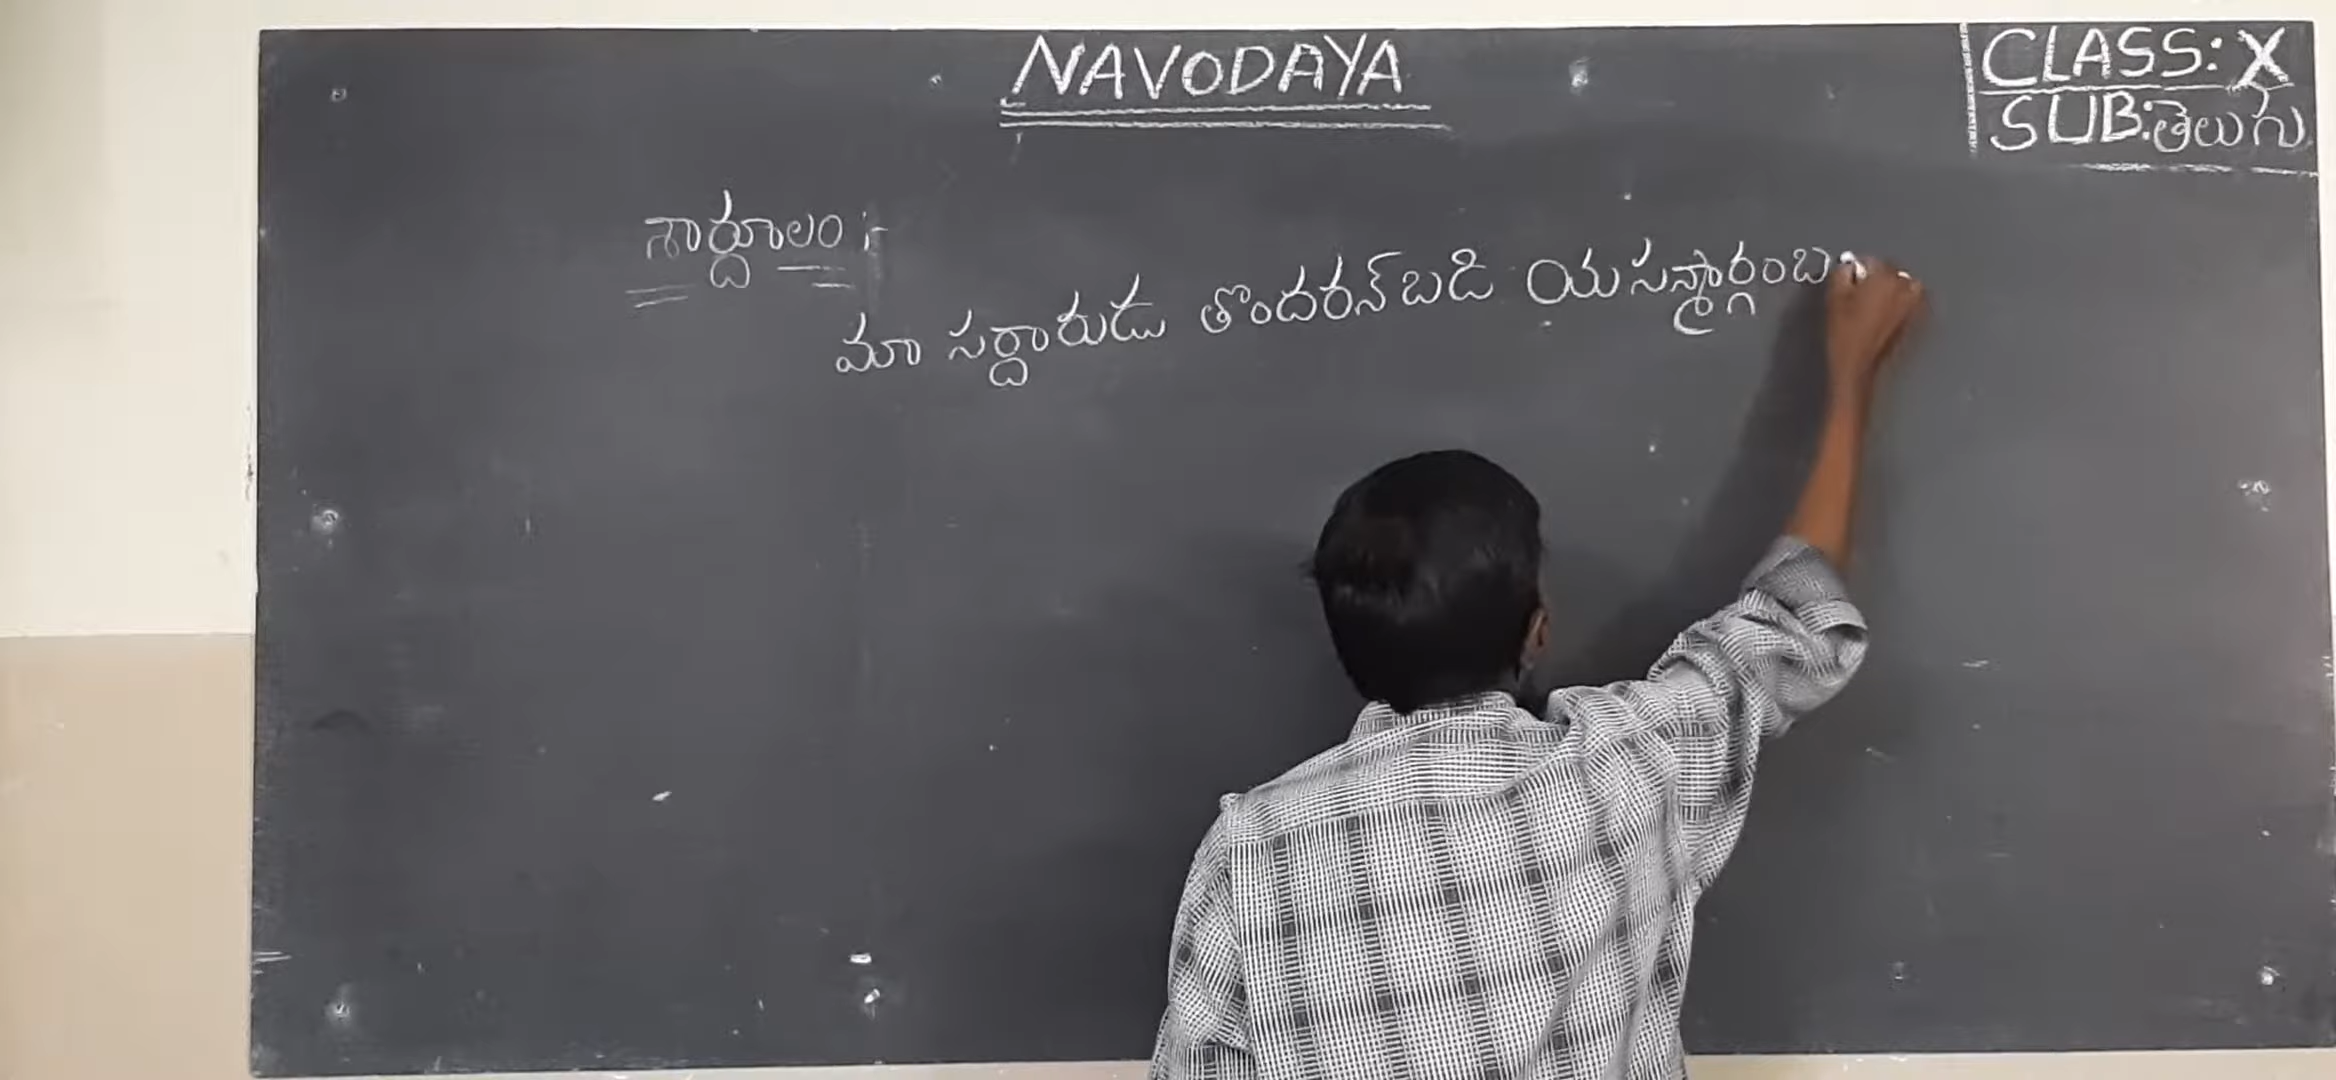 NAVODAYA
CLASS: X
SUB: తెలుగు
శార్దూలం :-
మా సర్దారుడు తొందరన్ బడి యసన్మార్గంబ